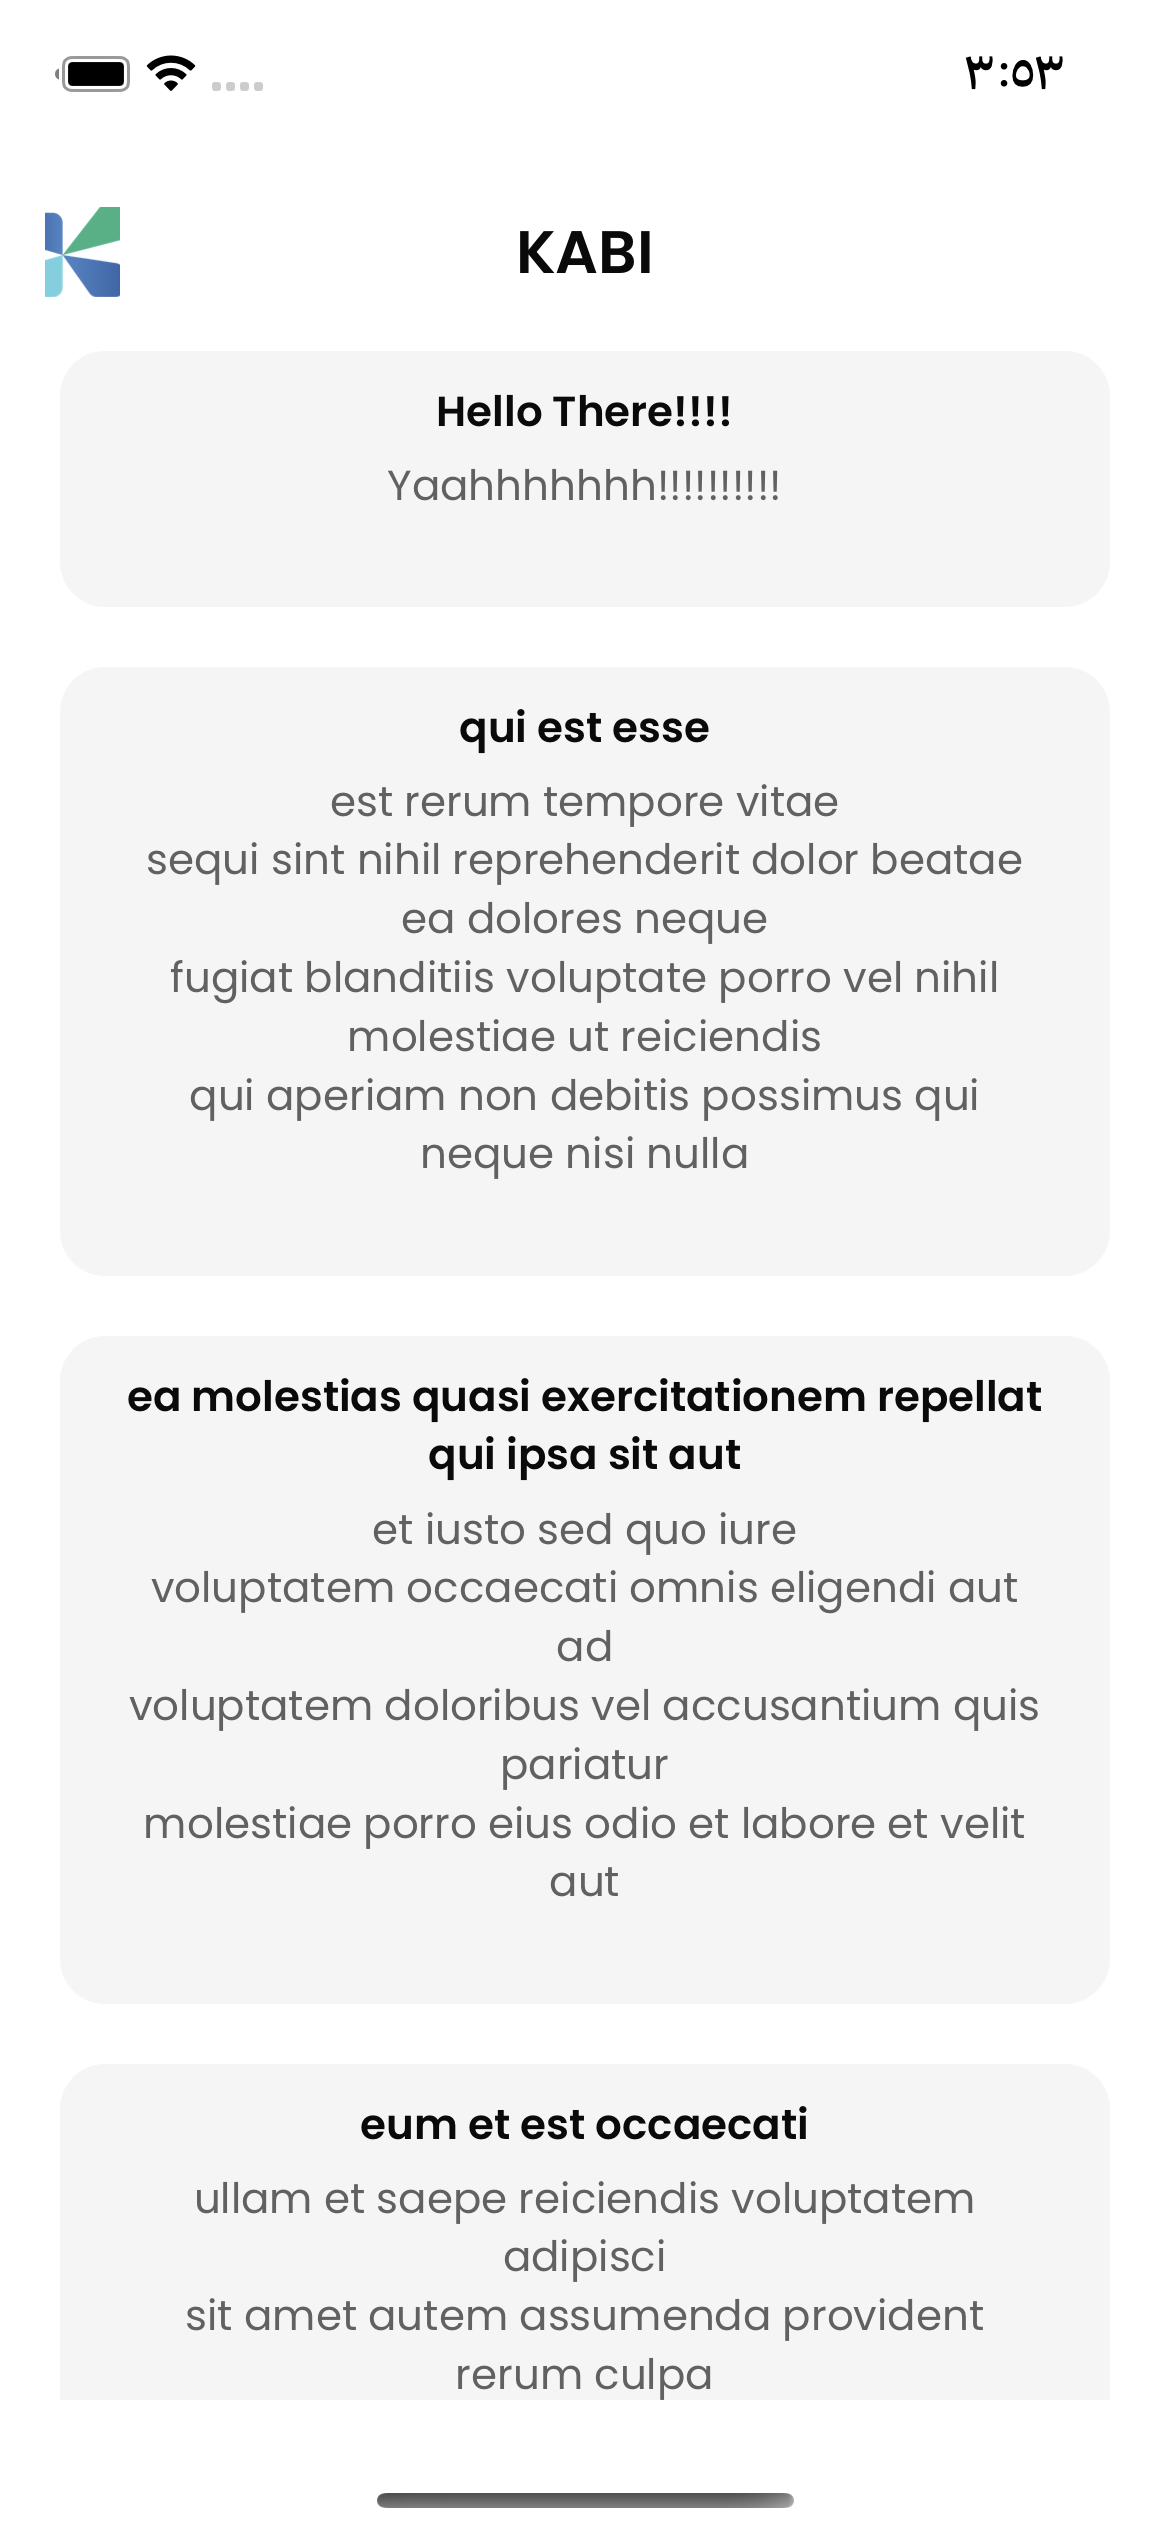 ٣:٥٣
KABI
Hello There!!!!
Yaahhhhhhh!!!!!!!!!!
qui est esse
est rerum tempore vitae
sequi sint nihil reprehenderit dolor beatae
ea dolores neque
fugiat blanditiis voluptate porro vel nihil
molestiae ut reiciendis
qui aperiam non debitis possimus qui
neque nisi nulla
ea molestias quasi exercitationem repellat
qui ipsa sit aut
et iusto sed quo iure
voluptatem occaecati omnis eligendi aut
ad
voluptatem doloribus vel accusantium quis
pariatur
molestiae porro eius odio et labore et velit
aut
eum et est occaecati
ullam et saepe reiciendis voluptatem
adipisci
sit amet autem assumenda provident
rerum culpa